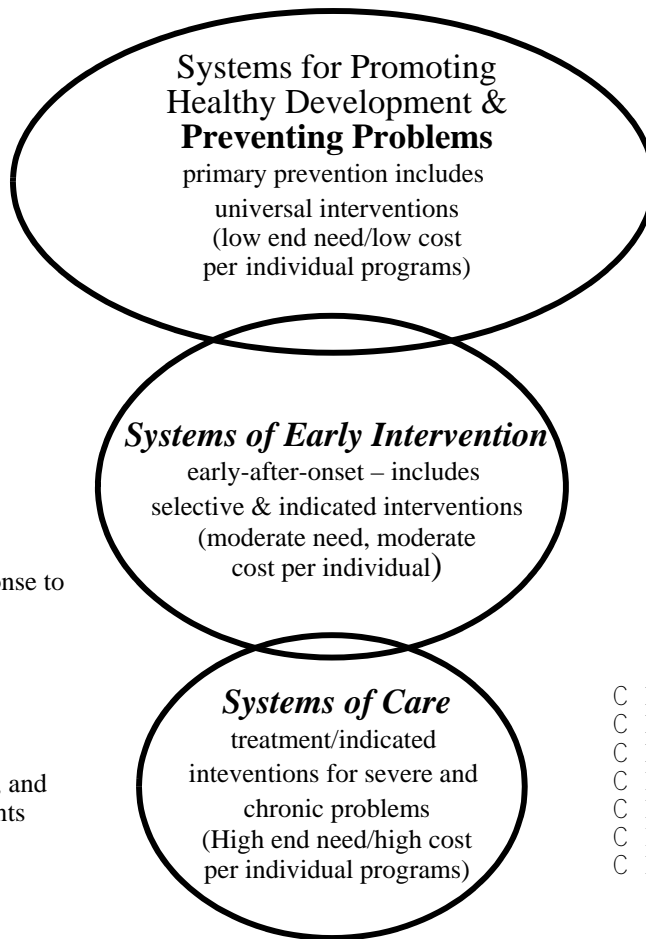 Systems for Promoting
Healthy Development &
Preventing Problems
primary prevention includes
universal interventions
(low end need/low cost
per individual programs)
Systems of Early Intervention
early-after-onset – includes
selective & indicated interventions
(moderate need, moderate
cost per individual)
to
Systems of Care
treatment/indicated
inteventions for severe and
chronic problems
(High end need/high cost
per individual programs)
and
C
C
C
C
C
C
C